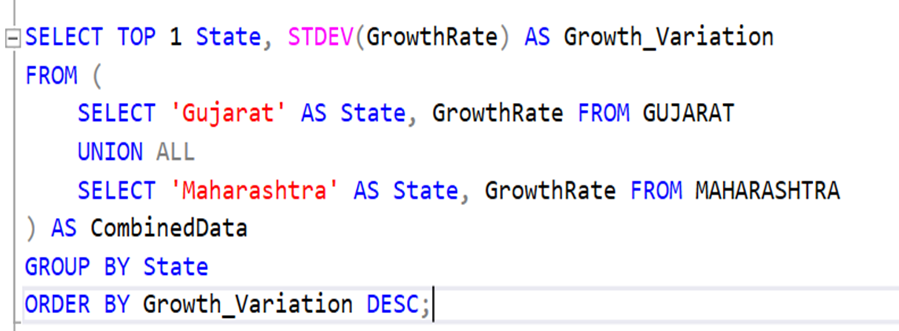 SELECT TOP 1 State, STDEV(GrowthRate) AS Growth_Variation
FROM (
    SELECT 'Gujarat' AS State, GrowthRate FROM GUJARAT
    UNION ALL
    SELECT 'Maharashtra' AS State, GrowthRate FROM MAHARASHTRA
) AS CombinedData
GROUP BY State
ORDER BY Growth_Variation DESC;